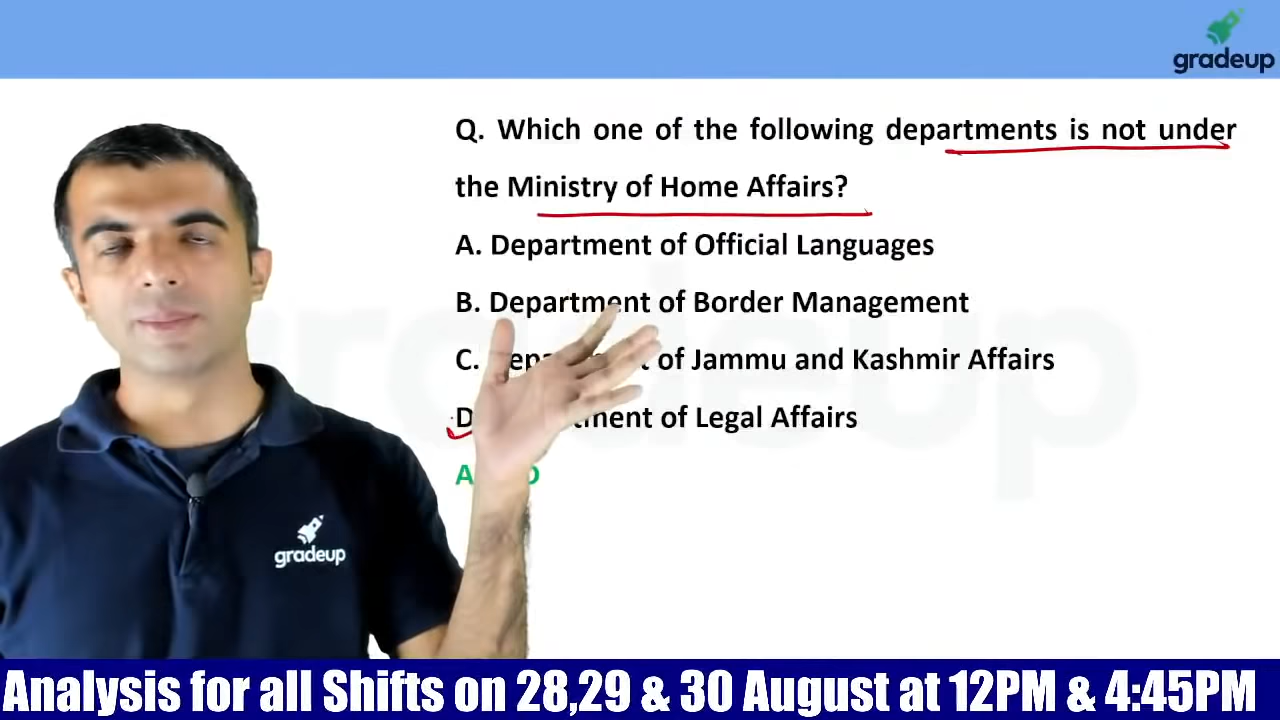 gradeup
Q. Which one of the following departments is not under
the Ministry of Home Affairs?
A. Department of Official Languages
B. Department of Border Management
C. of Jammu and Kashmir Affairs
of Legal Affairs
gradeup
Analysis for all Shifts on 28,29 & 30 August at 12PM & 4:45PM